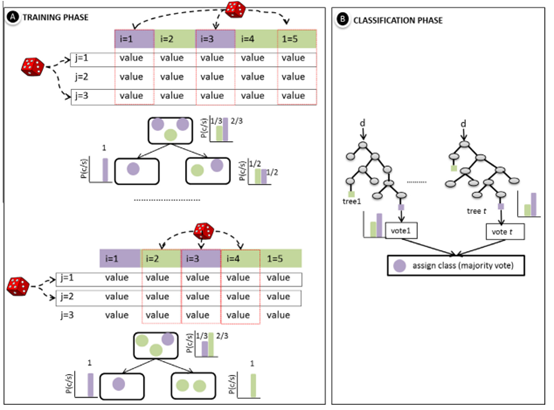 A TRAINING PHASE
i=1 i=2 i=3 i=4 1=5
j=1 value value value value value
j=2 value value value value value
j=3 value value value value value
P(c/s) 1/3 2/3
P(c/s) 1
P(c/s) 1/2 1/2
i=1 i=2 i=3 i=4 1=5
j=1 value value value value value
j=2 value value value value value
j=3 value value value value value
P(c/s) 1/3 2/3
P(c/s) 1
P(c/s) 1
B CLASSIFICATION PHASE
d d
tree1 tree t
vote1 vote t
assign class (majority vote)